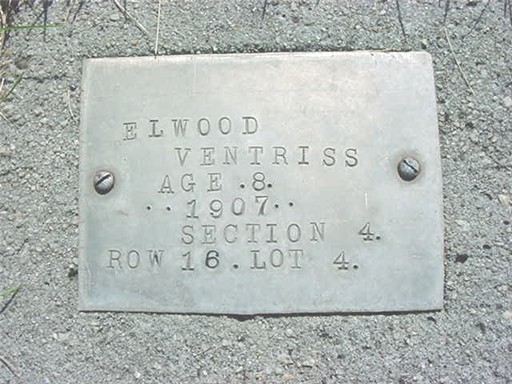 ELWOOD
VENTRISS
AGE .8.
··1907··
SECTION 4.
ROW 16. LOT 4.